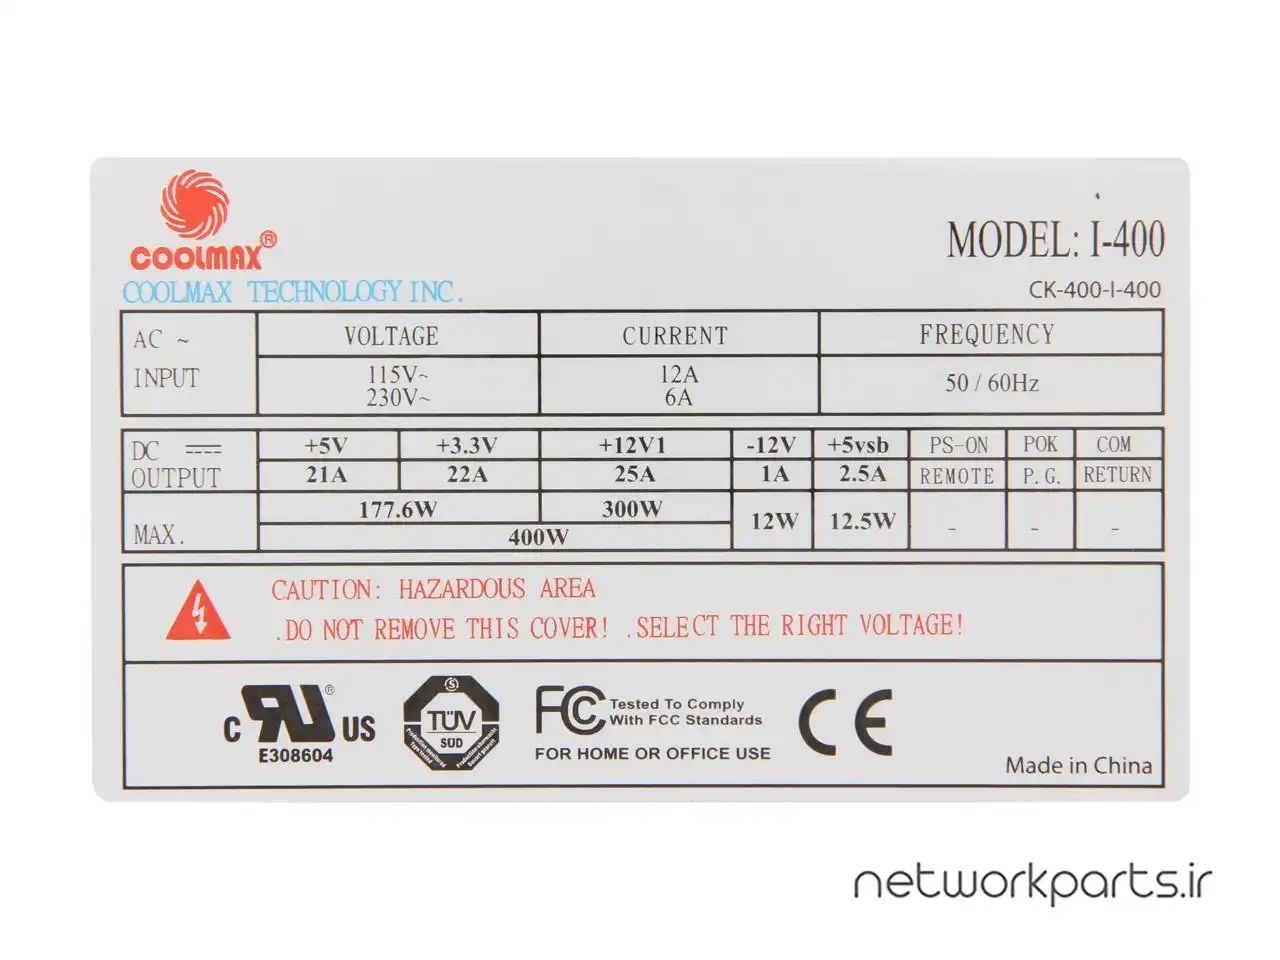 COOLMAX®
COOLMAX TECHNOLOGY INC.
MODEL: I-400
CK-400-I-400
AC ~ INPUT
VOLTAGE CURRENT FREQUENCY
115V~ 12A
230V~ 6A
50 / 60Hz
DC OUTPUT
+5V +3.3V +12V1 -12V +5vsb PS-ON POK COM
21A 22A 25A 1A 2.5A REMOTE P.G. RETURN
MAX.
177.6W 300W 12W 12.5W - - -
400W
CAUTION: HAZARDOUS AREA
.DO NOT REMOVE THIS COVER! .SELECT THE RIGHT VOLTAGE!
C RU US ®
E308604
TÜV
SÜD
FC Tested To Comply
With FCC Standards
FOR HOME OR OFFICE USE
CE
Made in China
networkparts.ir